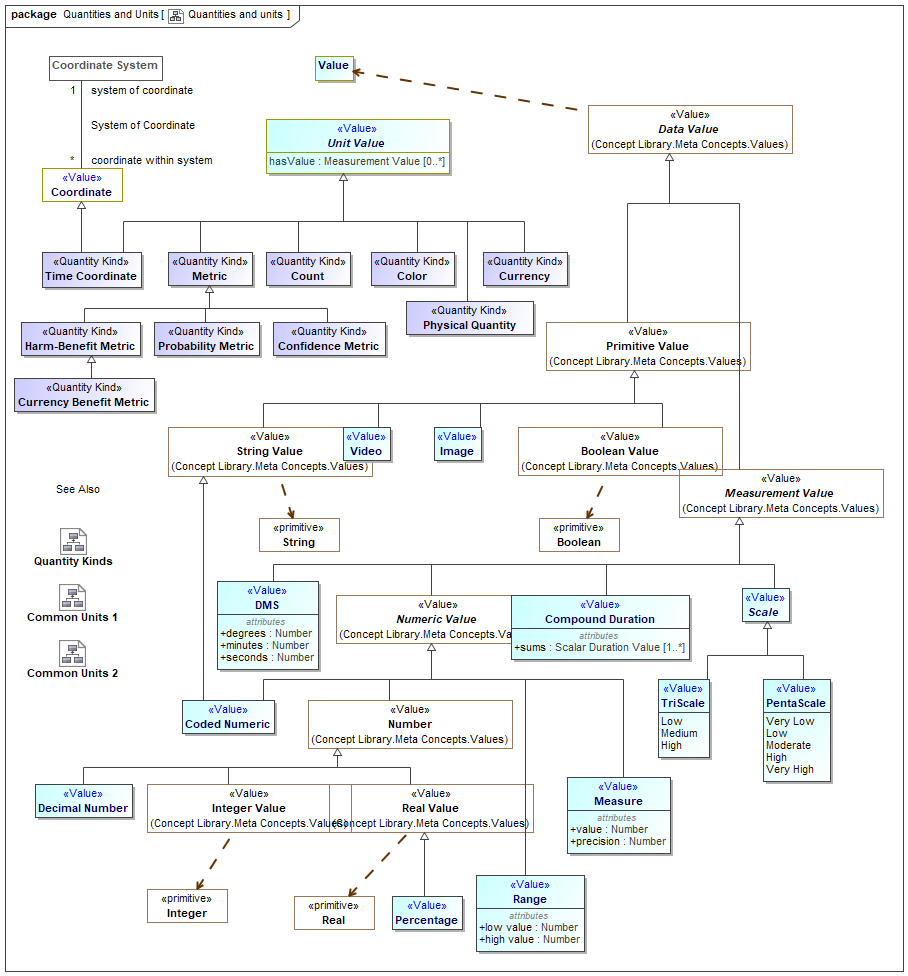 package Quantities and Units [ Quantities and units ]
Coordinate System
1 system of coordinate
System of Coordinate
* coordinate within system
«Value»
Coordinate
Value
«Value»
Unit Value
hasValue : Measurement Value [0..*]
«Value»
Data Value
(Concept Library.Meta Concepts.Values)
«Quantity Kind»
Time Coordinate
«Quantity Kind»
Metric
«Quantity Kind»
Count
«Quantity Kind»
Color
«Quantity Kind»
Currency
«Quantity Kind»
Physical Quantity
«Quantity Kind»
Harm-Benefit Metric
«Quantity Kind»
Probability Metric
«Quantity Kind»
Confidence Metric
«Quantity Kind»
Currency Benefit Metric
«Value»
Primitive Value
(Concept Library.Meta Concepts.Values)
«Value»
String Value
(Concept Library.Meta Concepts.Values)
«Value»
Video
«Value»
Image
«Value»
Boolean Value
(Concept Library.Meta Concepts.Values)
«Value»
Measurement Value
(Concept Library.Meta Concepts.Values)
See Also
Quantity Kinds
Common Units 1
Common Units 2
«primitive»
String
«primitive»
Boolean
«Value»
DMS
attributes
+degrees : Number
+minutes : Number
+seconds : Number
«Value»
Numeric Value
(Concept Library.Meta Concepts.Va
«Value»
Compound Duration
attributes
+sums : Scalar Duration Value [1..*]
«Value»
Scale
«Value»
TriScale
Low
Medium
High
«Value»
PentaScale
Very Low
Low
Moderate
High
Very High
«Value»
Coded Numeric
«Value»
Number
(Concept Library.Meta Concepts.Values)
«Value»
Decimal Number
«Value»
Integer Value
(Concept Library.Meta Concepts.Values)
«Value»
Real Value
(Concept Library.Meta Concepts.Values)
«Value»
Measure
attributes
+value : Number
+precision : Number
«primitive»
Integer
«primitive»
Real
«Value»
Percentage
«Value»
Range
attributes
+low value : Number
+high value : Number